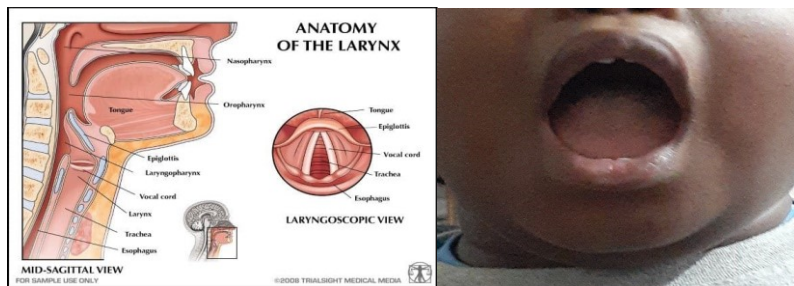 ANATOMY
OF THE LARYNX
Nasopharynx
Tongue
Oropharynx
Epiglottis
Laryngopharynx
Vocal cord
Larynx
Trachea
Esophagus
MID-SAGITTAL VIEW
FOR SAMPLE USE ONLY
Tongue
Epiglottis
Vocal cord
Trachea
Esophagus
LARYNGOSCOPIC VIEW
©2008 TRIALSIGHT MEDICAL MEDIA